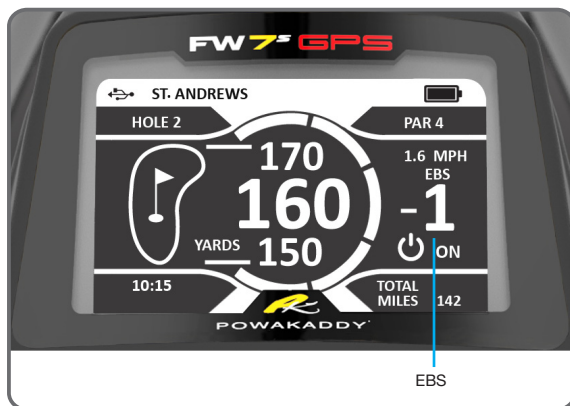 FW7s GPS
ST. ANDREWS
HOLE 2
PAR 4
170
160
YARDS 150
1.6 MPH
EBS
-1
ON
10:15
TOTAL
MILES 142
POWAKADDY
EBS